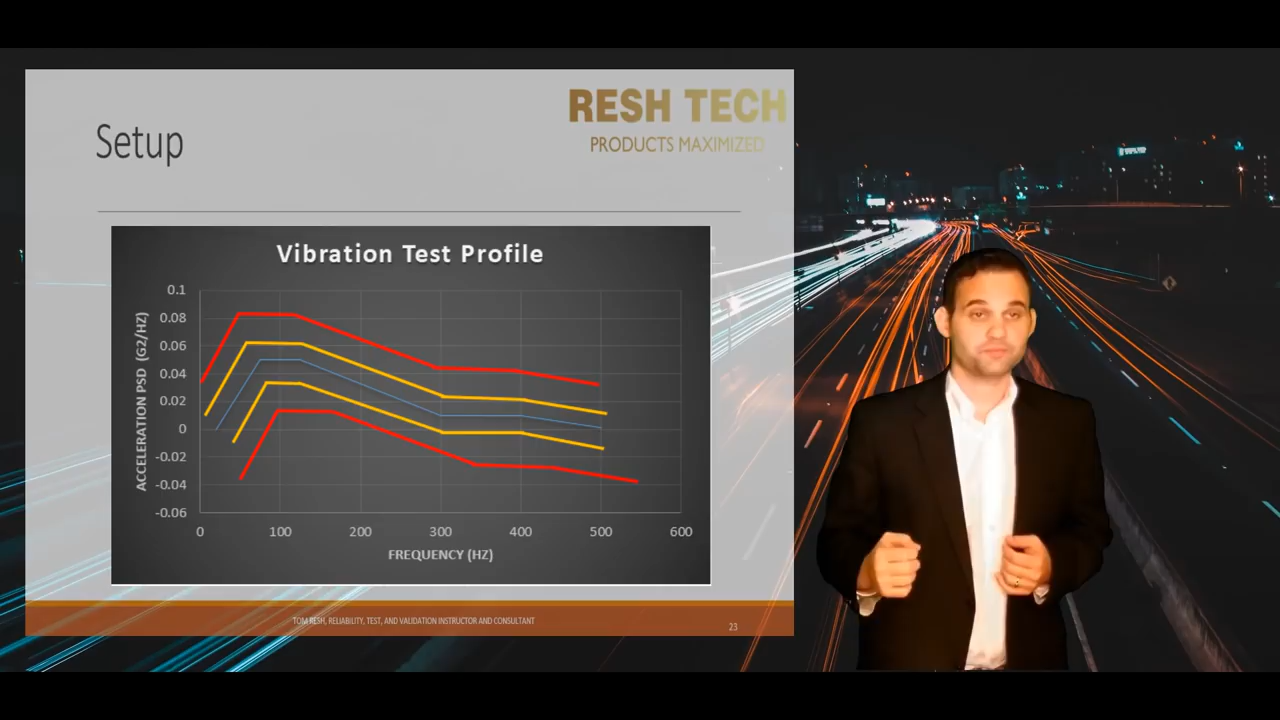 RESH TECH
PRODUCTS MAXIMIZED
Setup
Vibration Test Profile
ACCELERATION PSD (G2/HZ)
0.1
0.08
0.06
0.04
0.02
0
-0.02
-0.04
-0.06
0 100 200 300 400 500 600
FREQUENCY (HZ)
TOM RESH, RELIABILITY, TEST, AND VALIDATION INSTRUCTOR AND CONSULTANT
23